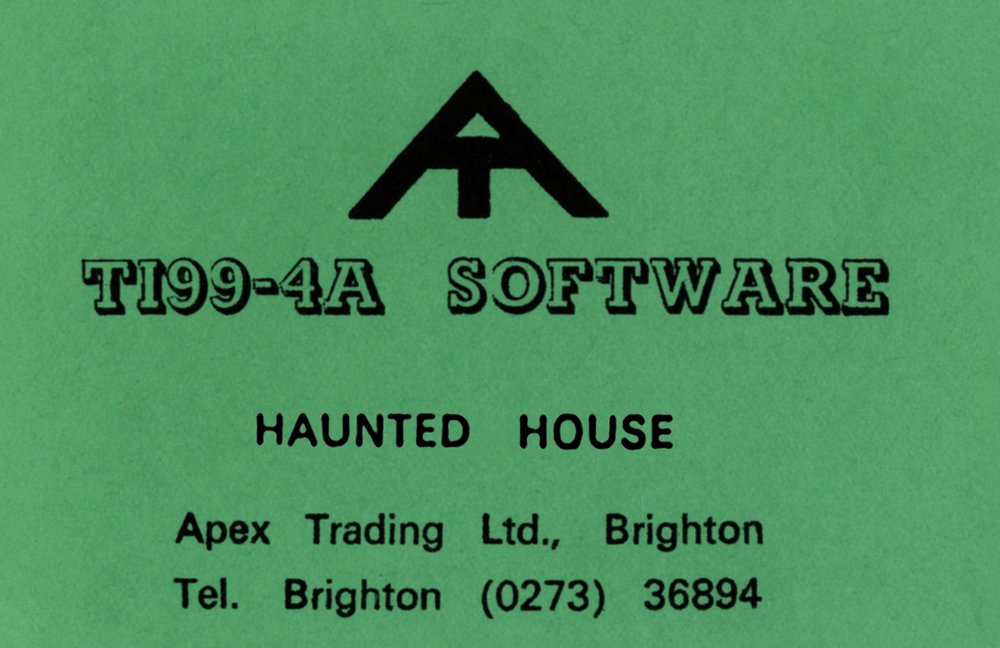 TI99-4A SOFTWARE
HAUNTED HOUSE
Apex Trading Ltd., Brighton
Tel. Brighton (0273) 36894